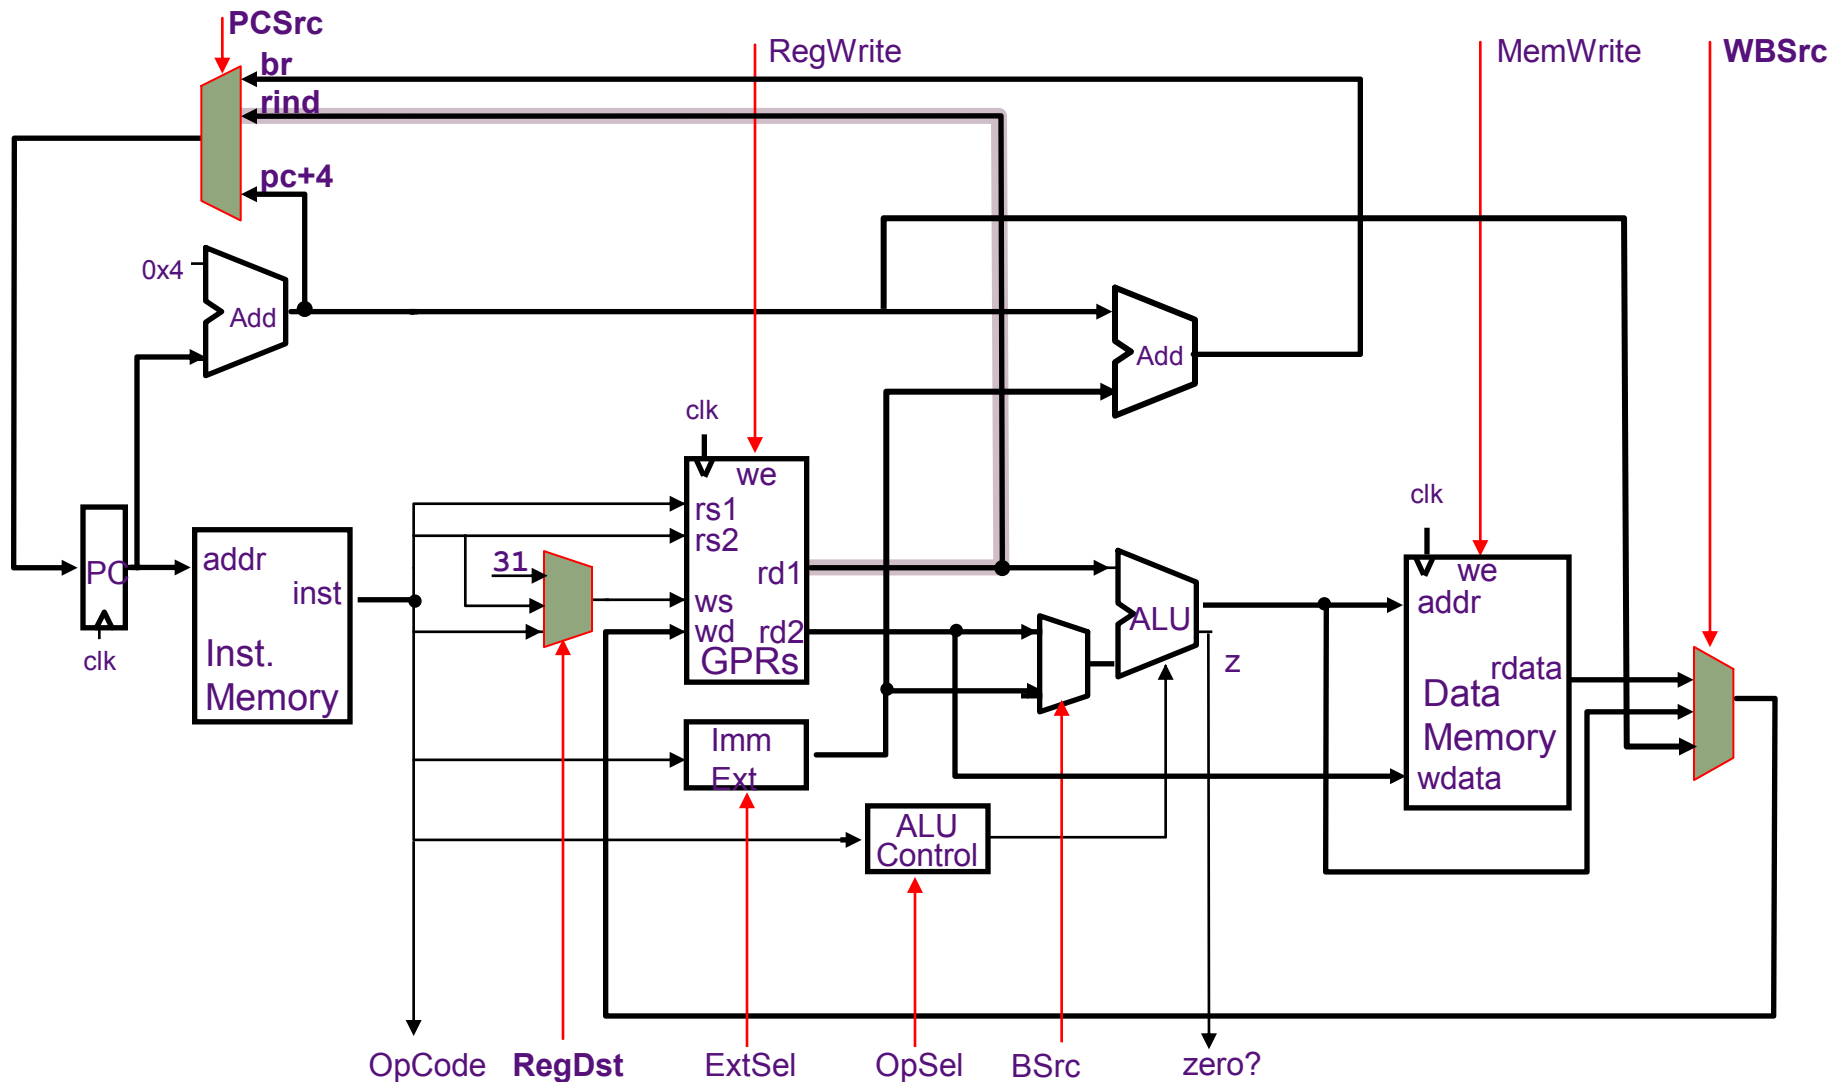 PCSrc
br
rind
pc+4
RegWrite
MemWrite
WBSrc
0x4
Add
Add
clk
we
rs1
rs2
rd1
ws
wd
rd2
GPRs
31
PC
clk
addr
inst
Inst.
Memory
Imm
Ext
ALU
Control
ALU
z
clk
we
addr
rdata
Data
Memory
wdata
OpCode
RegDst
ExtSel
OpSel
BSrc
zero?